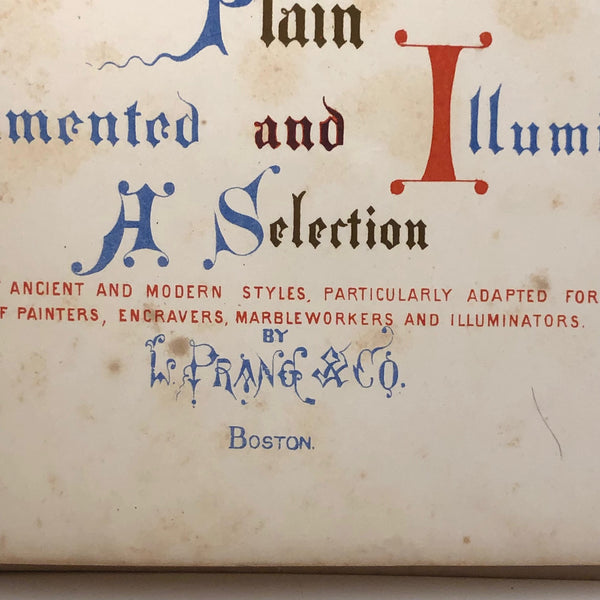 Plain
mented and Illumi
A Selection
ANCIENT AND MODERN STYLES, PARTICULARLY ADAPTED FOR
F PAINTERS, ENGRAVERS, MARBLEWORKERS AND ILLUMINATORS.
BY
L. PRANG & CO.
BOSTON.